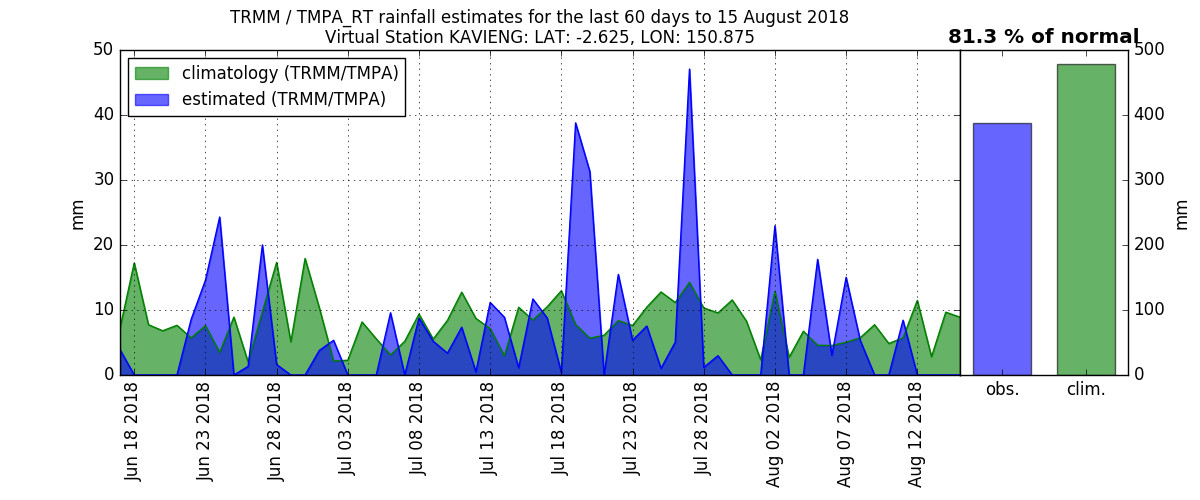 TRMM / TMPA_RT rainfall estimates for the last 60 days to 15 August 2018
Virtual Station KAVIENG: LAT: -2.625, LON: 150.875
81.3 % of normal
climatology (TRMM/TMPA)
estimated (TRMM/TMPA)
50
40
30
20
10
0
mm
500
400
300
200
100
0
mm
Jun 18 2018
Jun 23 2018
Jun 28 2018
Jul 03 2018
Jul 08 2018
Jul 13 2018
Jul 18 2018
Jul 23 2018
Jul 28 2018
Aug 02 2018
Aug 07 2018
Aug 12 2018
obs.
clim.